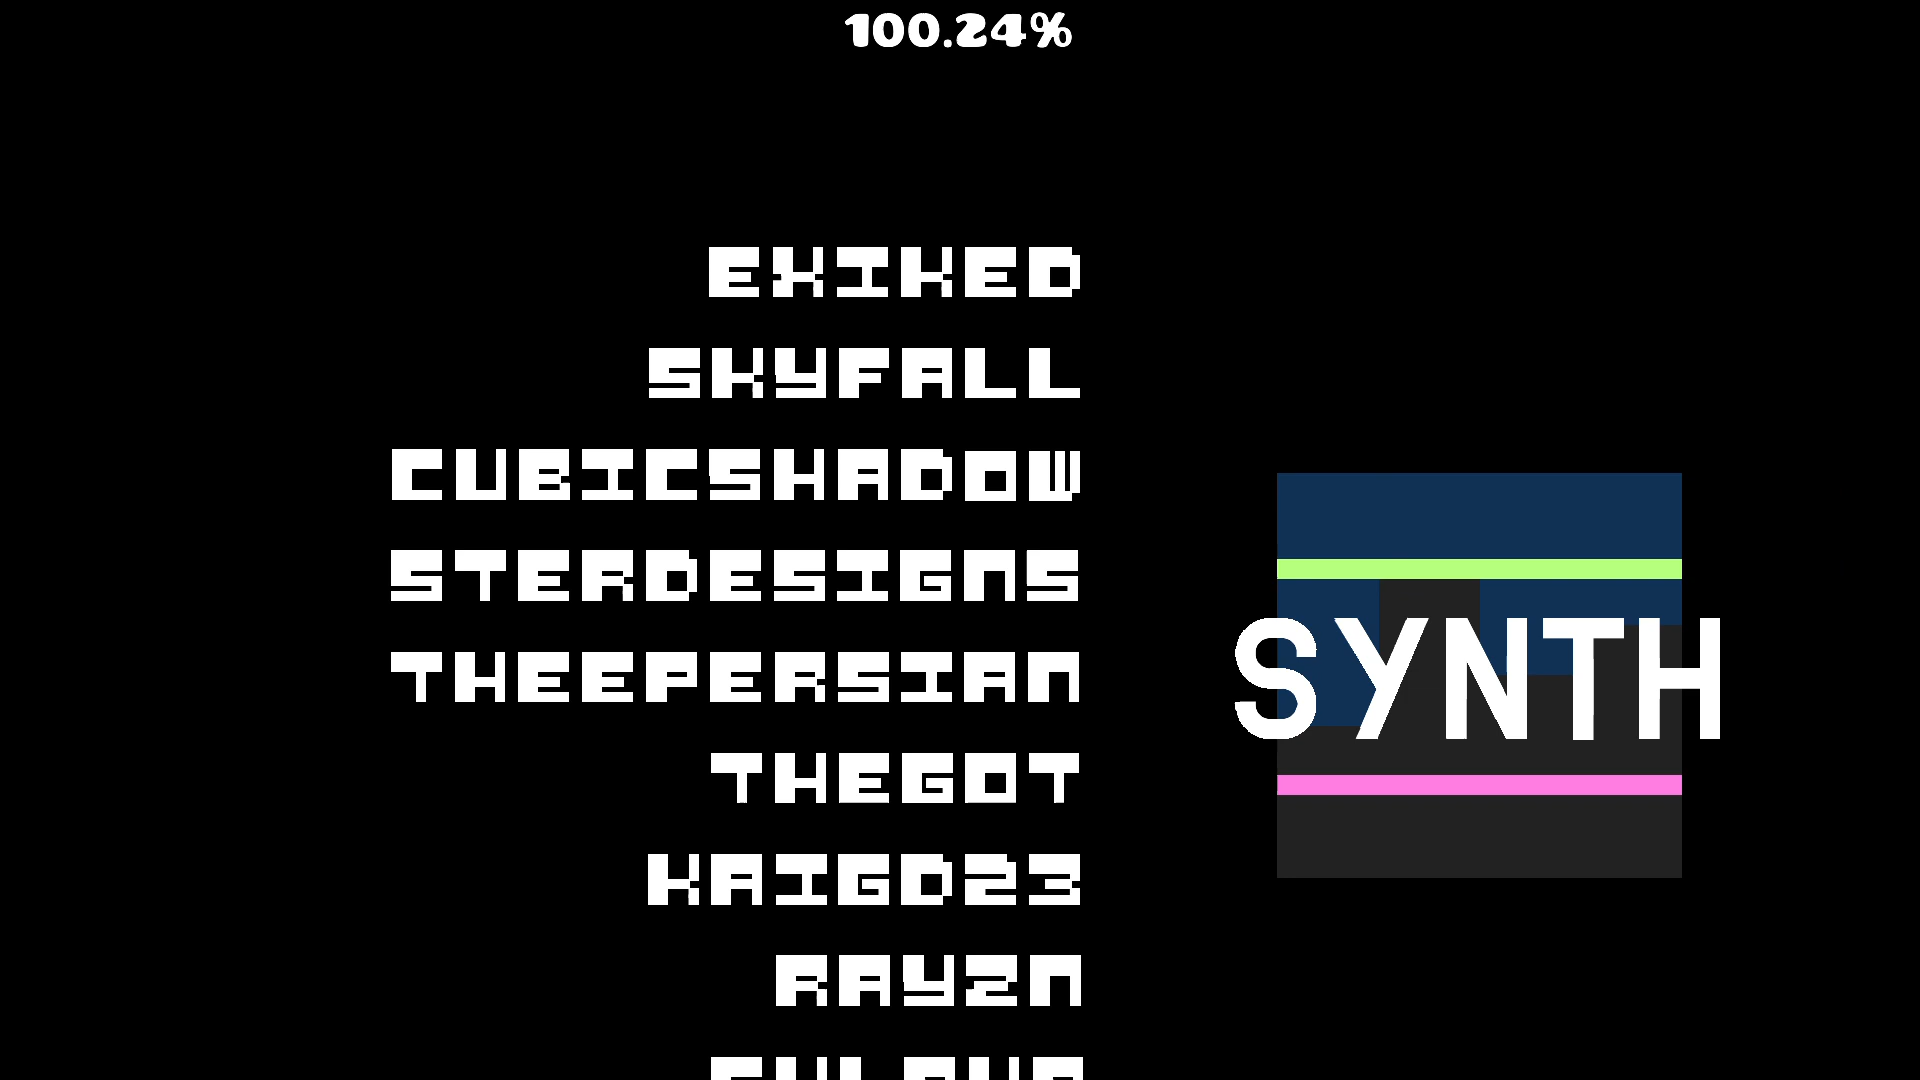 100.24%
EXIKED
SKYFALL
CUBICSHADOW
STERDESIGNS
THEEPERSIAN
THEGOT
KAIGD23
RAYZN
SYNTH